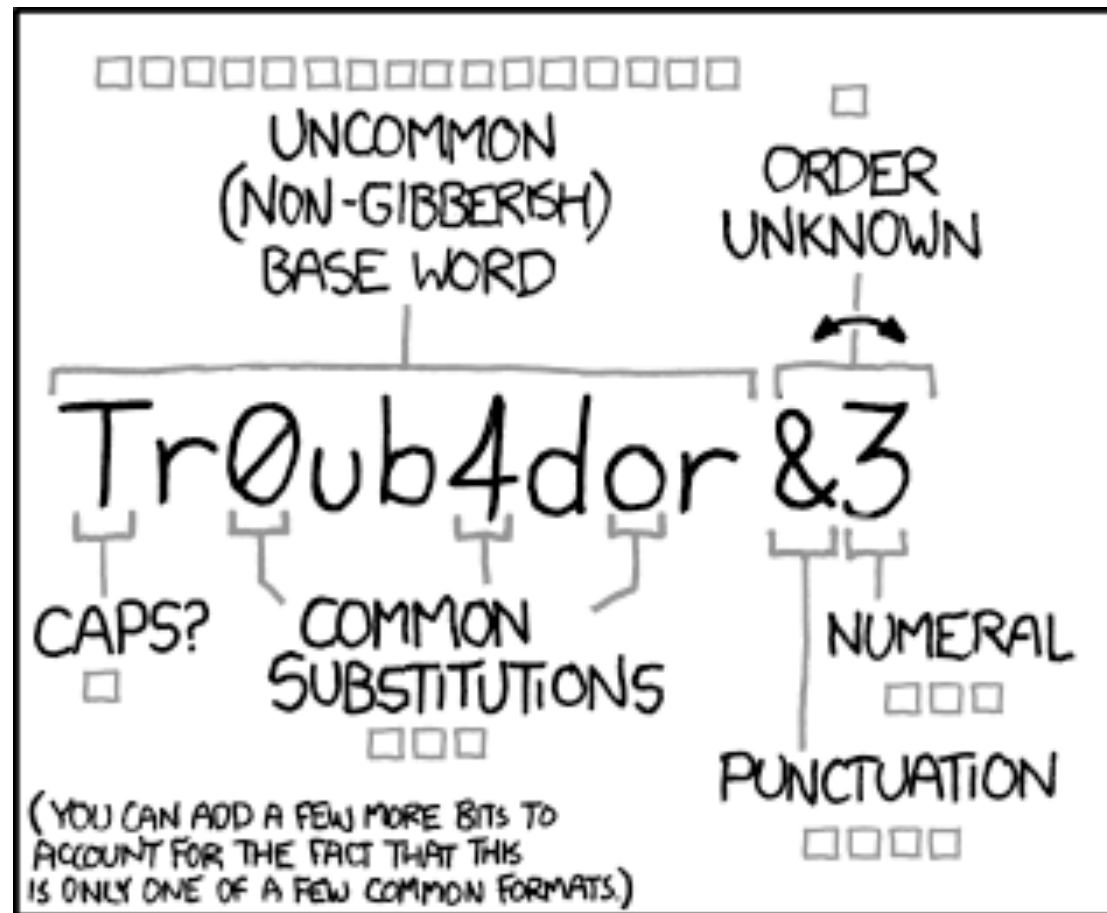 UNCOMMON
(NON-GIBBERISH)
BASE WORD
ORDER
UNKNOWN
Tr0ub4dor &3
CAPS?
COMMON
SUBSTITUTIONS
NUMERAL
PUNCTUATION
(YOU CAN ADD A FEW MORE BITS TO
ACCOUNT FOR THE FACT THAT THIS
IS ONLY ONE OF A FEW COMMON FORMATS.)